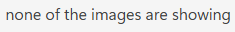 none of the images are showing